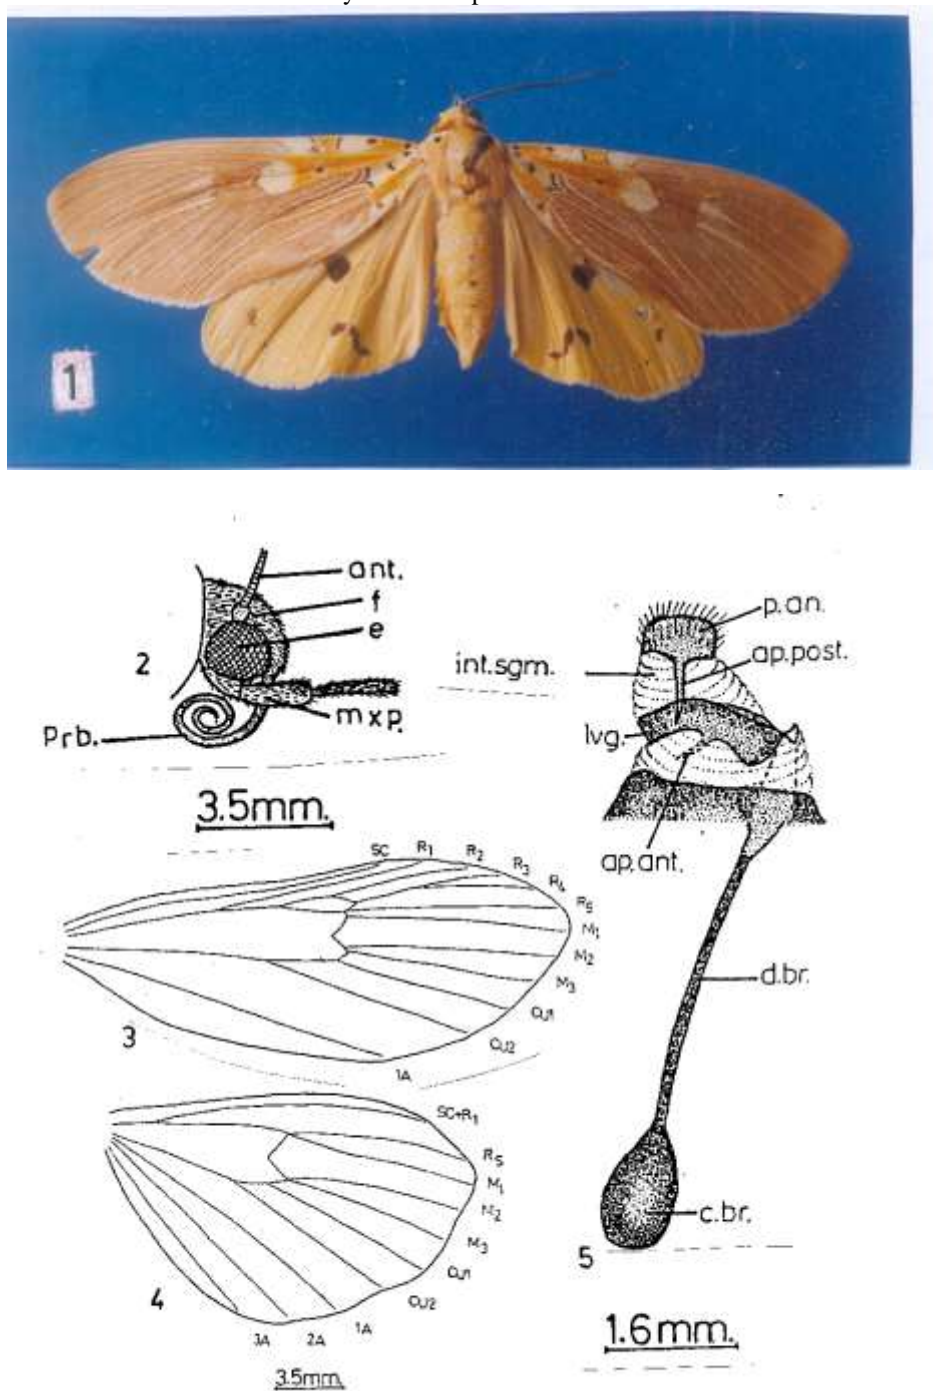 1
ant.
f
e
2
mxp.
prb.
3.5mm.
p.an.
int.sgm.
ap.post.
lvg.
ap.ant.
d.br.
c.br.
5
1.6mm.
SC
R1
R2
R3
R4
R5
M1
M2
M3
CU1
CU2
1A
3
SC+R1
RS
M1
M2
M3
CU1
CU2
1A
2A
3A
4
3.5mm.